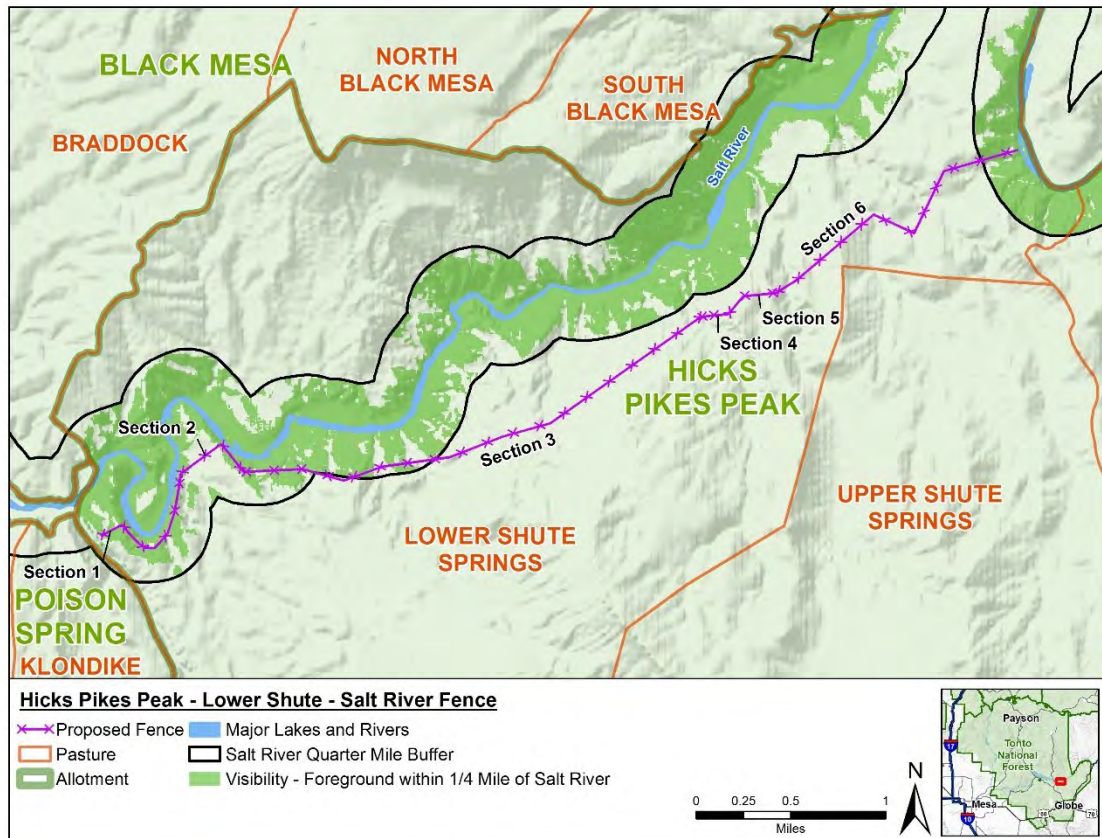 BLACK MESA
NORTH
BLACK MESA
SOUTH
BLACK MESA
BRADDOCK
Salt River
Section 6
Section 5
Section 4
HICKS
PIKES PEAK
Section 2
Section 3
UPPER SHUTE
SPRINGS
LOWER SHUTE
SPRINGS
Section 1
POISON
SPRING
KLONDIKE
Hicks Pikes Peak - Lower Shute - Salt River Fence
Proposed Fence
Pasture
Allotment
Major Lakes and Rivers
Salt River Quarter Mile Buffer
Visibility - Foreground within 1/4 Mile of Salt River
N
0 0.25 0.5 1
Miles
Payson
17
Tonto
National
Forest
Mesa
Globe
10
60
70